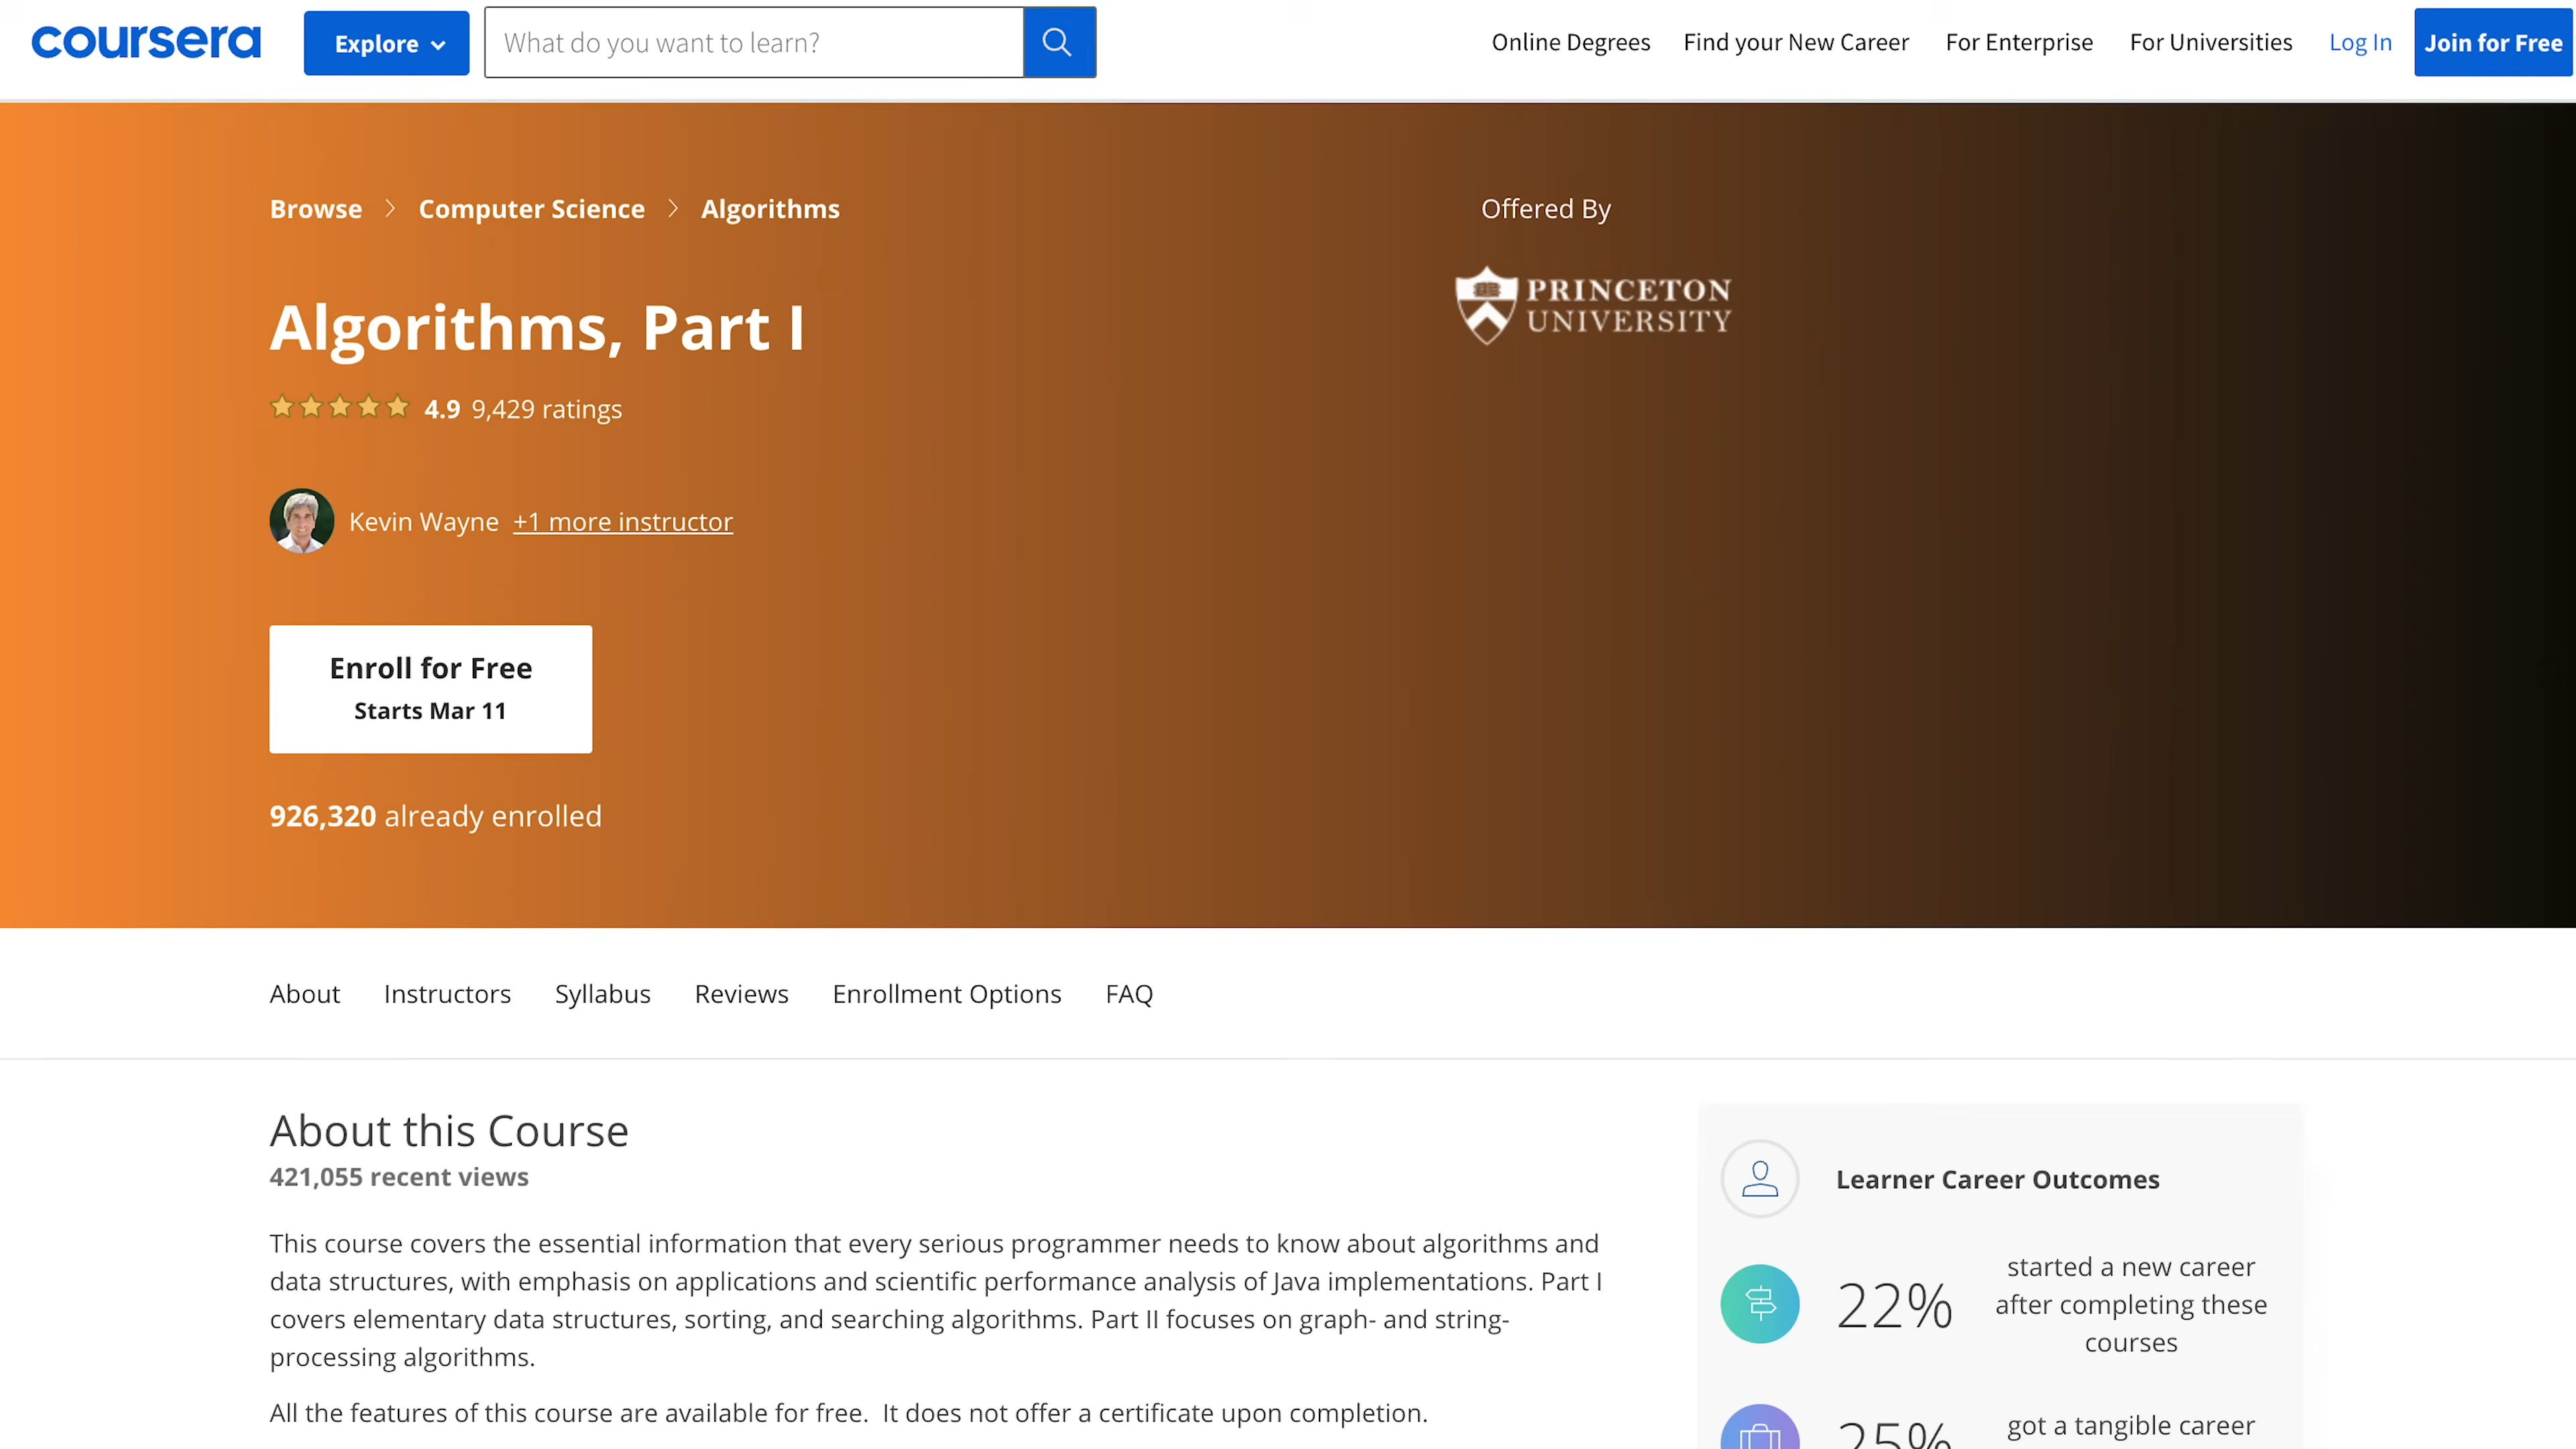 coursera
Explore
What do you want to learn?
Online Degrees
Find your New Career
For Enterprise
For Universities
Log In
Join for Free
Browse > Computer Science > Algorithms
Algorithms, Part I
4.9 9,429 ratings
Kevin Wayne +1 more instructor
Enroll for Free
Starts Mar 11
926,320 already enrolled
Offered By
PRINCETON
UNIVERSITY
About
Instructors
Syllabus
Reviews
Enrollment Options
FAQ
About this Course
421,055 recent views
This course covers the essential information that every serious programmer needs to know about algorithms and
data structures, with emphasis on applications and scientific performance analysis of Java implementations. Part I
covers elementary data structures, sorting, and searching algorithms. Part II focuses on graph- and string-
processing algorithms.
All the features of this course are available for free.  It does not offer a certificate upon completion.
Learner Career Outcomes
22%
started a new career
after completing these
courses
25%
got a tangible career